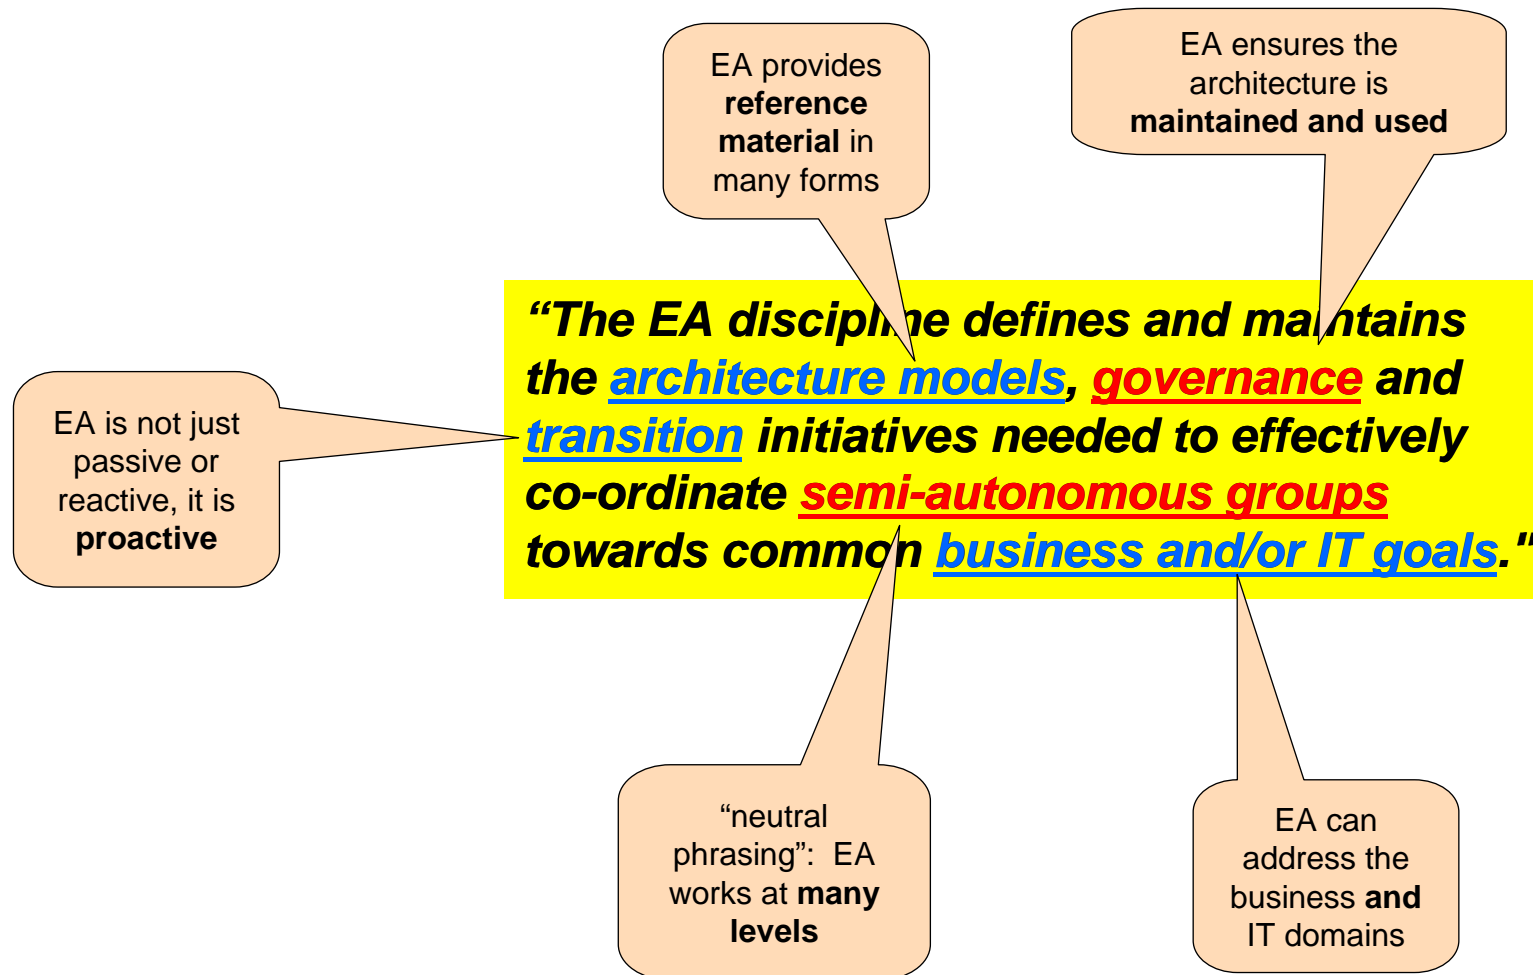 EA provides
reference
material in
many forms
EA ensures the
architecture is
maintained and used
“The EA discipline defines and maintains
the architecture models, governance and
transition initiatives needed to effectively
co-ordinate semi-autonomous groups
towards common business and/or IT goals."
EA is not just
passive or
reactive, it is
proactive
“neutral
phrasing”:  EA
works at many
levels
EA can
address the
business and
IT domains